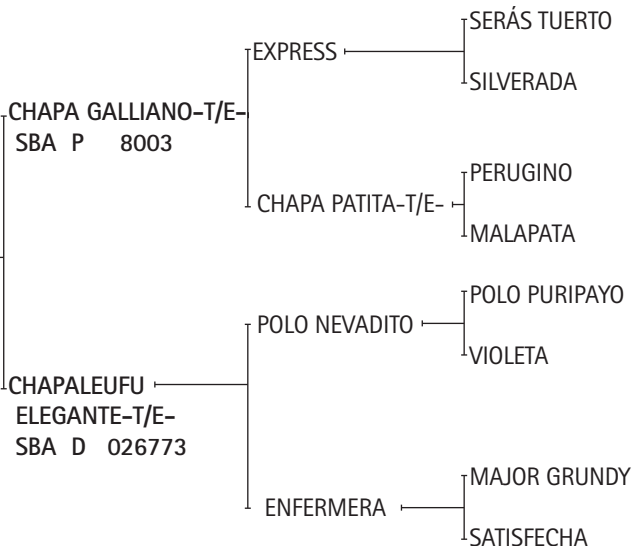 SERÁS TUERTO
EXPRESS
SILVERADA
CHAPA GALLIANO-T/E-
SBA P 8003
PERUGINO
CHAPA PATITA-T/E-
MALAPATA
POLO PURIPAYO
POLO NEVADITO
VIOLETA
CHAPALEUFU
ELEGANTE-T/E-
SBA D 026773
MAJOR GRUNDY
ENFERMERA
SATISFECHA